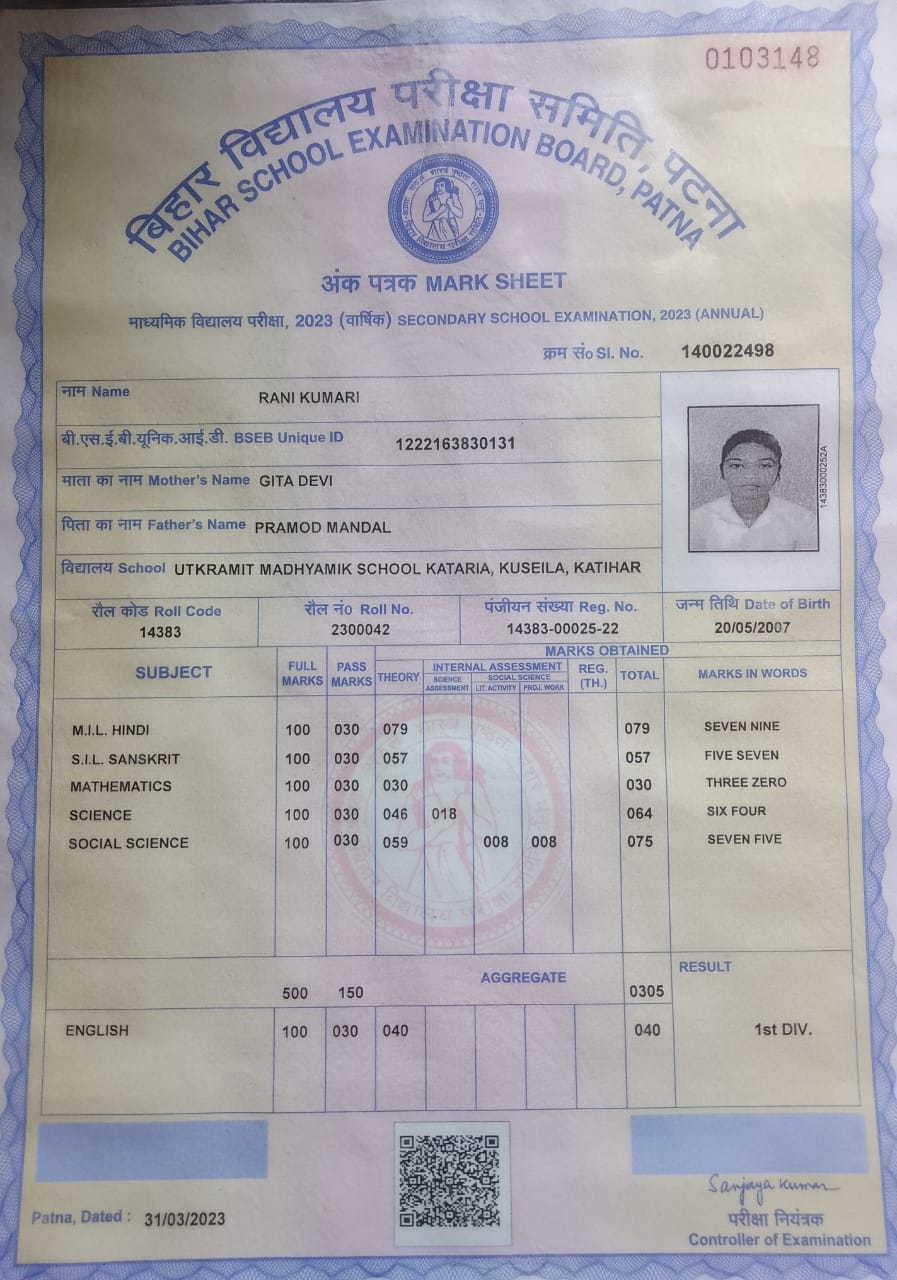 0103148
बिहार विद्यालय परीक्षा समिति, पटना
BIHAR SCHOOL EXAMINATION BOARD, PATNA
अंक पत्रक MARK SHEET
माध्यमिक विद्यालय परीक्षा, 2023 (वार्षिक) SECONDARY SCHOOL EXAMINATION, 2023 (ANNUAL)
क्रम सं० Sl. No. 140022498
नाम Name RANI KUMARI
बी.एस.ई.बी.यूनिक.आई.डी. BSEB Unique ID 1222163830131
माता का नाम Mother's Name GITA DEVI
पिता का नाम Father's Name PRAMOD MANDAL
विद्यालय School UTKRAMIT MADHYAMIK SCHOOL KATARIA, KUSEILA, KATIHAR
143830000252A
रौल कोड Roll Code रौल नं० Roll No. पंजीयन संख्या Reg. No. जन्म तिथि Date of Birth
14383 2300042 14383-00025-22 20/05/2007
MARKS OBTAINED
SUBJECT FULL MARKS PASS MARKS THEORY INTERNAL ASSESSMENT REG. (TH.) TOTAL MARKS IN WORDS
SCIENCE ASSESSMENT SOCIAL SCIENCE
LIT. ACTIVITY PROJ. WORK
M.I.L. HINDI 100 030 079 079 SEVEN NINE
S.I.L. SANSKRIT 100 030 057 057 FIVE SEVEN
MATHEMATICS 100 030 030 030 THREE ZERO
SCIENCE 100 030 046 018 064 SIX FOUR
SOCIAL SCIENCE 100 030 059 008 008 075 SEVEN FIVE
AGGREGATE RESULT
500 150 0305
ENGLISH 100 030 040 040 1st DIV.
Sanjaya Kumar
Patna, Dated : 31/03/2023
परीक्षा नियंत्रक
Controller of Examination